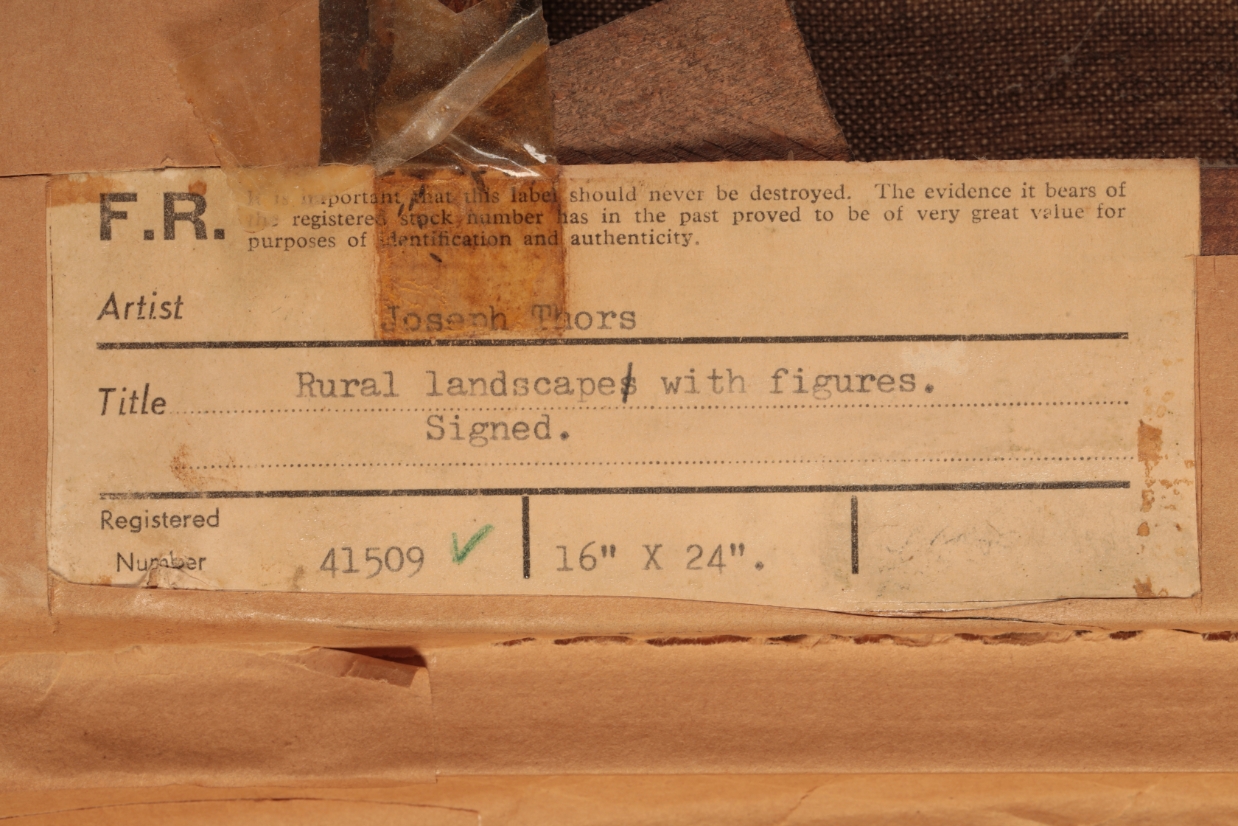 F.R.
It is important that this label should never be destroyed. The evidence it bears of
the registered stock number has in the past proved to be of very great value for
purposes of identification and authenticity.
Artist Joseph Thors
Title Rural landscapes with figures.
Signed.
Registered
Number 41509 ✓ 16" X 24".